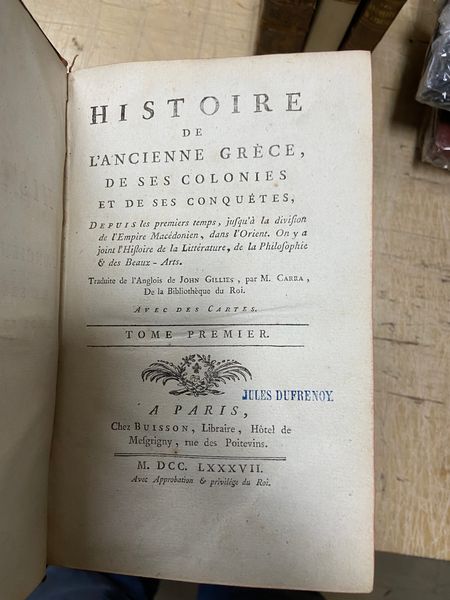 HISTOIRE
DE
L'ANCIENNE GRÈCE,
DE SES COLONIES
ET DE SES CONQUÉTES,
DEPUIS les premiers temps, juſqu'à la diviſion
de l'Empire Macédonien, dans l'Orient. On y a
joint l'Hiſtoire de la Littérature, de la Philoſophie
& des Beaux-Arts.
Traduite de l'Anglois de JOHN GILLIES, par M. CARRA,
De la Bibliothèque du Roi.
AVEC DES CARTES.
TOME PREMIER.
JULES DUFRENOY.
A PARIS,
Chez BUISSON, Libraire, Hôtel de
Meſgrigny, rue des Poitevins.
M. DCC. LXXXVII.
Avec Approbation & privilége du Roi.